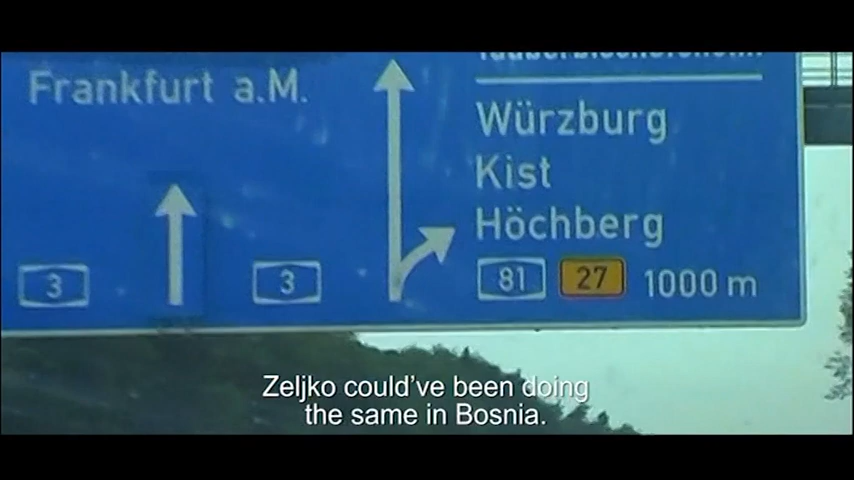 Frankfurt a.M.
Würzburg
Kist
Höchberg
3
3
81
27
1000 m
Zeljko could've been doing
the same in Bosnia.